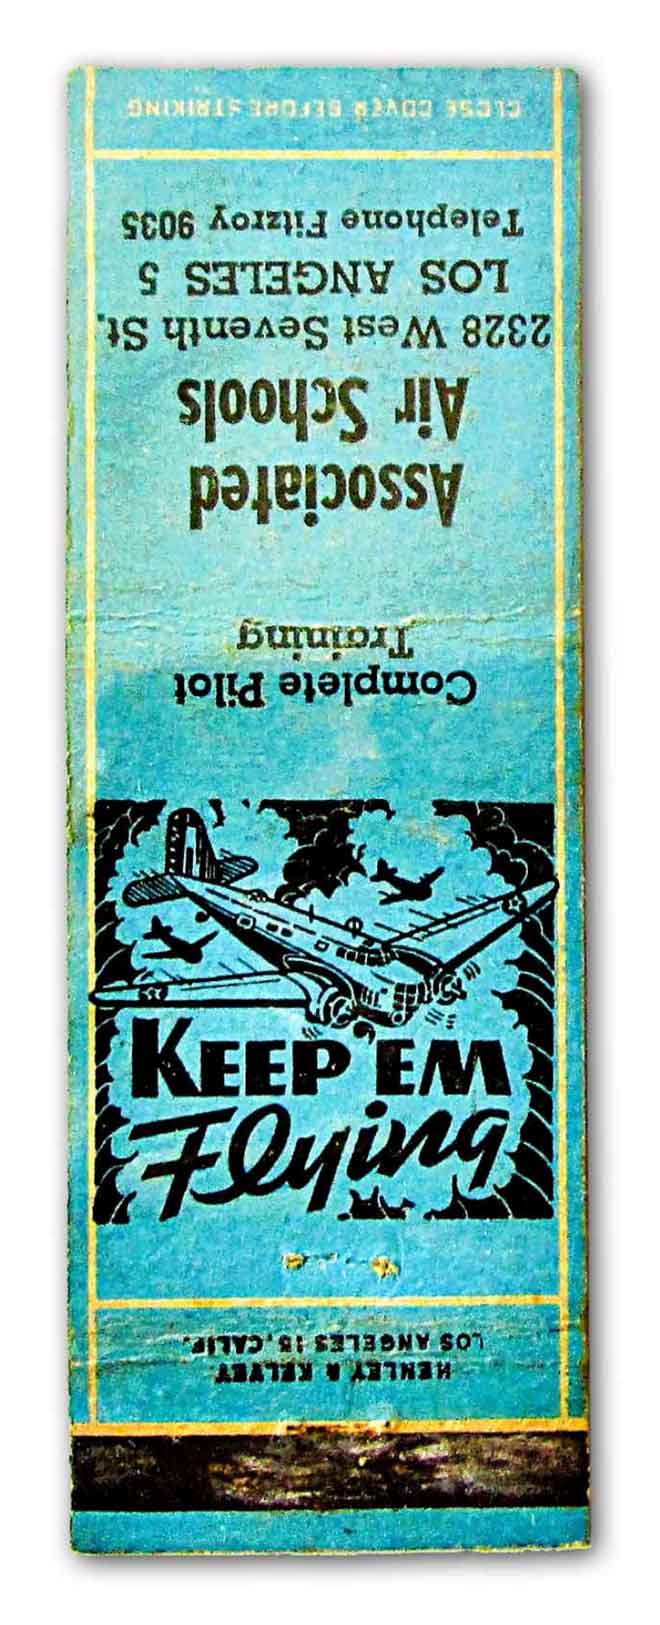 CLOSE COVER BEFORE STRIKING
Complete Pilot
Training
Associated
Air Schools
2328 West Seventh St.
LOS ANGELES 5
Telephone Fitzroy 9035
KEEP 'EM
Flying
HENLEY & KELVEY
LOS ANGELES 15, CALIF.